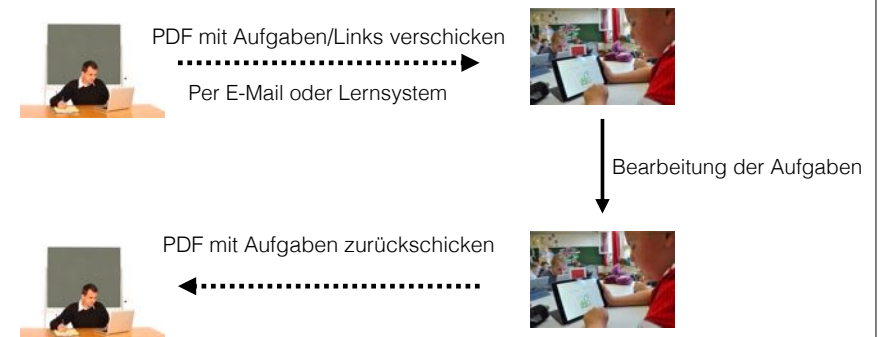 PDF mit Aufgaben/Links verschicken
Per E-Mail oder Lernsystem
Bearbeitung der Aufgaben
PDF mit Aufgaben zurückschicken